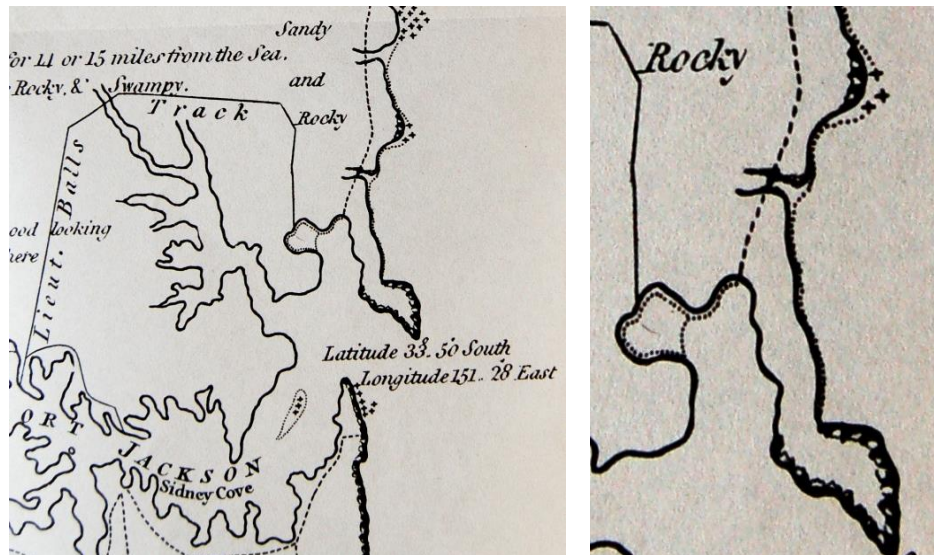 Sandy
for 14 or 15 miles from the Sea.
Rocky, & Swampy.
and
Track
Rocky
Lieut. Balls
ood looking
here
Latitude 33.. 50 South
Longitude 151.. 28 East
ORT JACKSON
Sidney Cove
Rocky